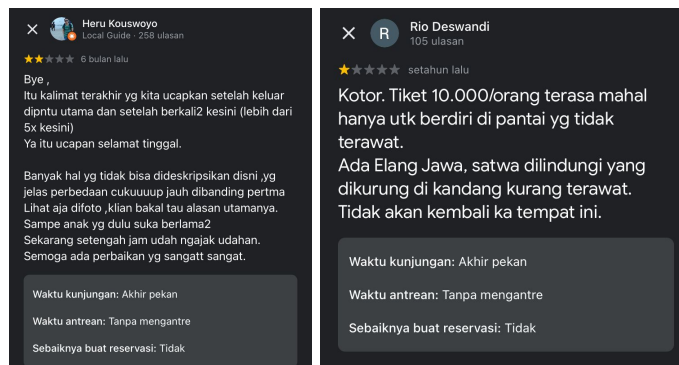 Heru Kouswoyo
Local Guide · 258 ulasan
6 bulan lalu
Bye ,
Itu kalimat terakhir yg kita ucapkan setelah keluar
dipntu utama dan setelah berkali2 kesini (lebih dari
5x kesini)
Ya itu ucapan selamat tinggal.
Banyak hal yg tidak bisa dideskripsikan disni ,yg
jelas perbedaan cukuuuup jauh dibanding pertma
Lihat aja difoto ,klian bakal tau alasan utamanya.
Sampe anak yg dulu suka berlama2
Sekarang setengah jam udah ngajak udahan.
Semoga ada perbaikan yg sangatt sangat.
Waktu kunjungan: Akhir pekan
Waktu antrean: Tanpa mengantre
Sebaiknya buat reservasi: Tidak
R
Rio Deswandi
105 ulasan
setahun lalu
Kotor. Tiket 10.000/orang terasa mahal
hanya utk berdiri di pantai yg tidak
terawat.
Ada Elang Jawa, satwa dilindungi yang
dikurung di kandang kurang terawat.
Tidak akan kembali ka tempat ini.
Waktu kunjungan: Akhir pekan
Waktu antrean: Tanpa mengantre
Sebaiknya buat reservasi: Tidak